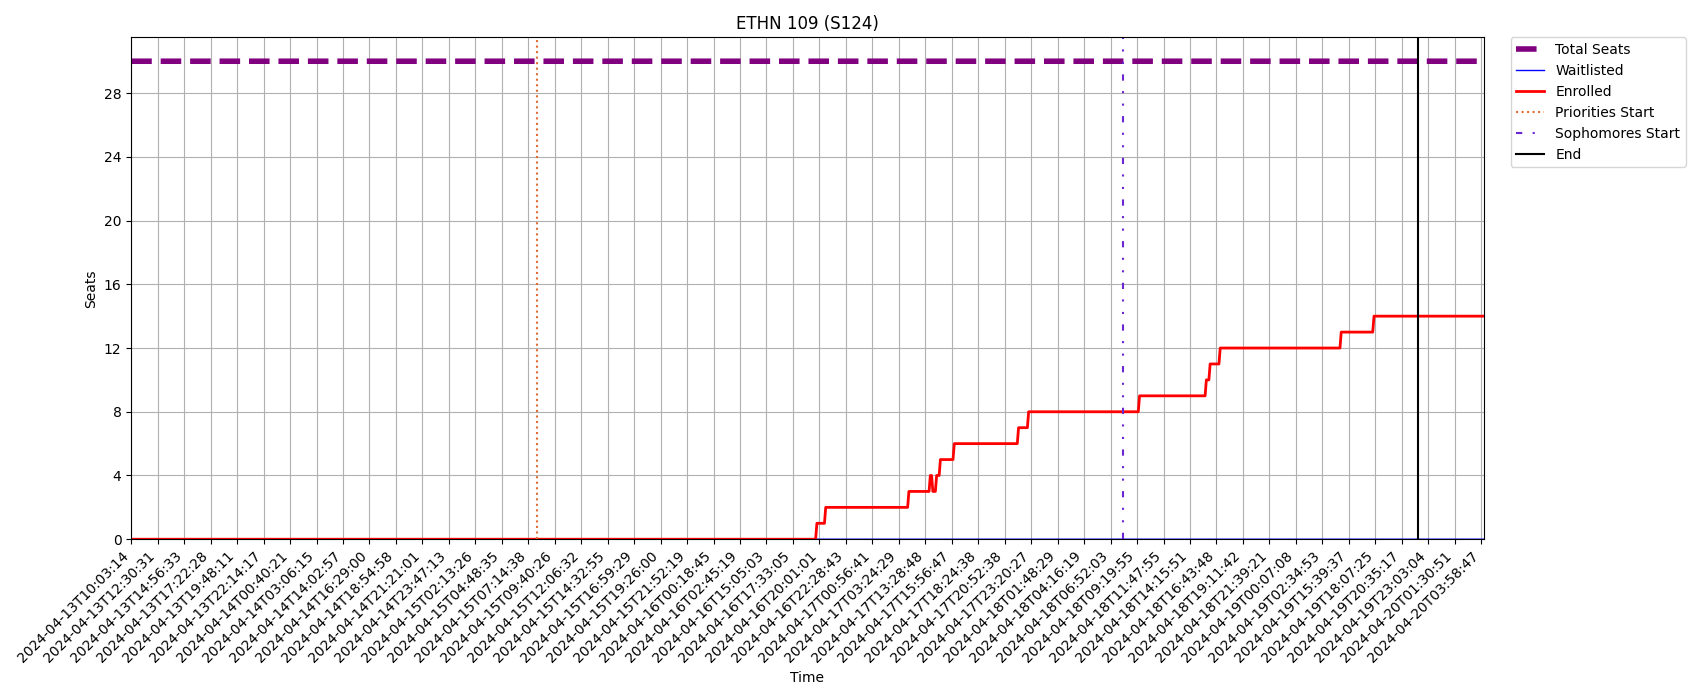 ETHN 109 (S124)
Total Seats
Waitlisted
Enrolled
Priorities Start
Sophomores Start
End
Seats
28
24
20
16
12
8
4
0
2024-04-13T10:03:14
2024-04-13T12:30:31
2024-04-13T14:56:33
2024-04-13T17:22:28
2024-04-13T19:48:11
2024-04-13T22:14:17
2024-04-14T00:40:21
2024-04-14T03:06:15
2024-04-14T14:02:57
2024-04-14T16:29:00
2024-04-14T18:54:58
2024-04-14T21:21:01
2024-04-14T23:47:13
2024-04-15T02:13:26
2024-04-15T04:48:35
2024-04-15T07:14:38
2024-04-15T09:40:26
2024-04-15T12:06:32
2024-04-15T14:32:55
2024-04-15T16:59:29
2024-04-15T19:26:00
2024-04-15T21:52:19
2024-04-16T00:18:45
2024-04-16T02:45:19
2024-04-16T15:05:03
2024-04-16T17:33:05
2024-04-16T20:01:01
2024-04-16T22:28:43
2024-04-17T00:56:41
2024-04-17T03:24:29
2024-04-17T13:28:48
2024-04-17T15:56:47
2024-04-17T18:24:38
2024-04-17T20:52:38
2024-04-17T23:20:27
2024-04-18T01:48:29
2024-04-18T04:16:19
2024-04-18T06:52:03
2024-04-18T09:19:55
2024-04-18T11:47:55
2024-04-18T14:15:51
2024-04-18T16:43:48
2024-04-18T19:11:42
2024-04-18T21:39:21
2024-04-19T00:07:08
2024-04-19T02:34:53
2024-04-19T15:39:37
2024-04-19T18:07:25
2024-04-19T20:35:17
2024-04-19T23:03:04
2024-04-20T01:30:51
2024-04-20T03:58:47
Time